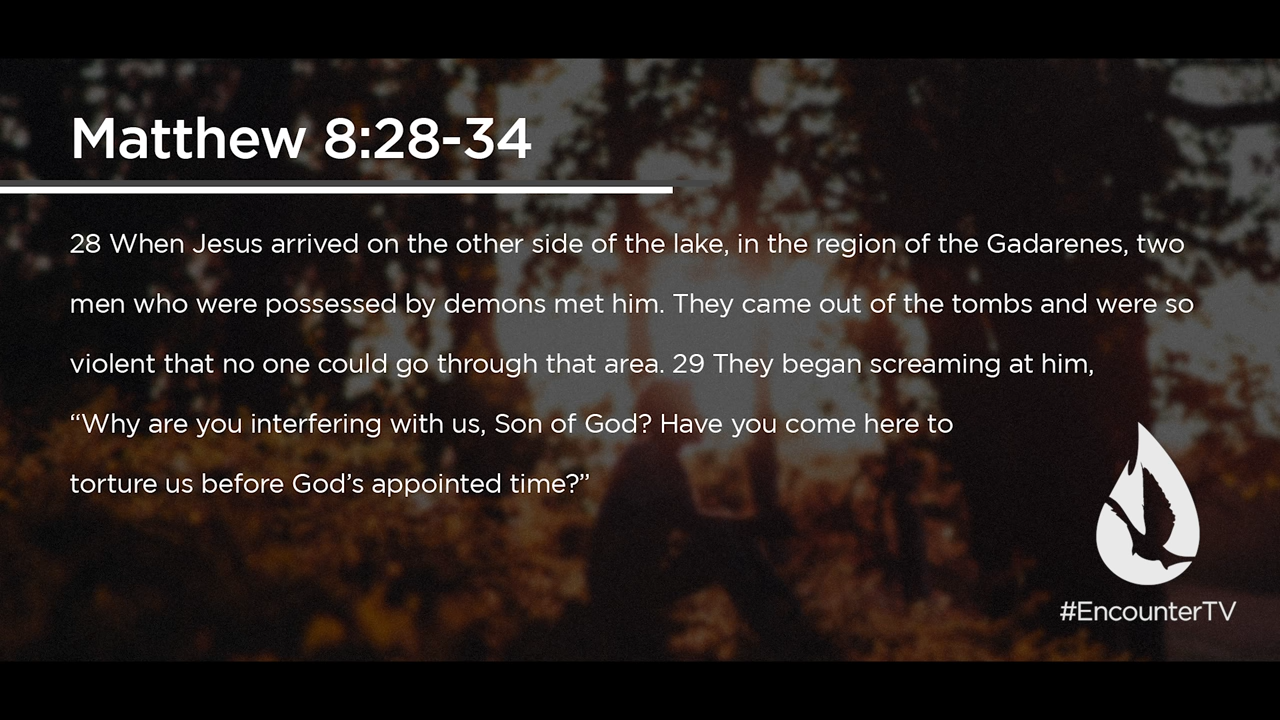 Matthew 8:28-34
28 When Jesus arrived on the other side of the lake, in the region of the Gadarenes, two
men who were possessed by demons met him. They came out of the tombs and were so
violent that no one could go through that area. 29 They began screaming at him,
“Why are you interfering with us, Son of God? Have you come here to
torture us before God’s appointed time?”
#EncounterTV